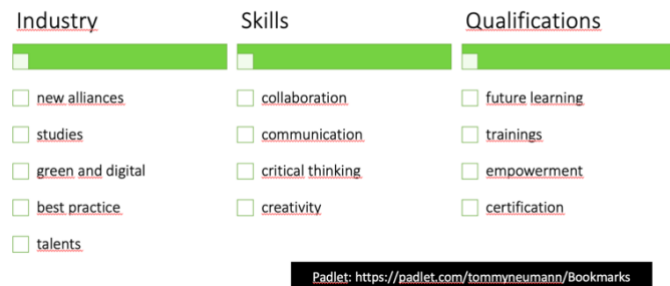 Industry
new alliances
studies
green and digital
best practice
talents
Skills
collaboration
communication
critical thinking
creativity
Qualifications
future learning
trainings
empowerment
certification
Padlet: https://padlet.com/tommyneumann/Bookmarks